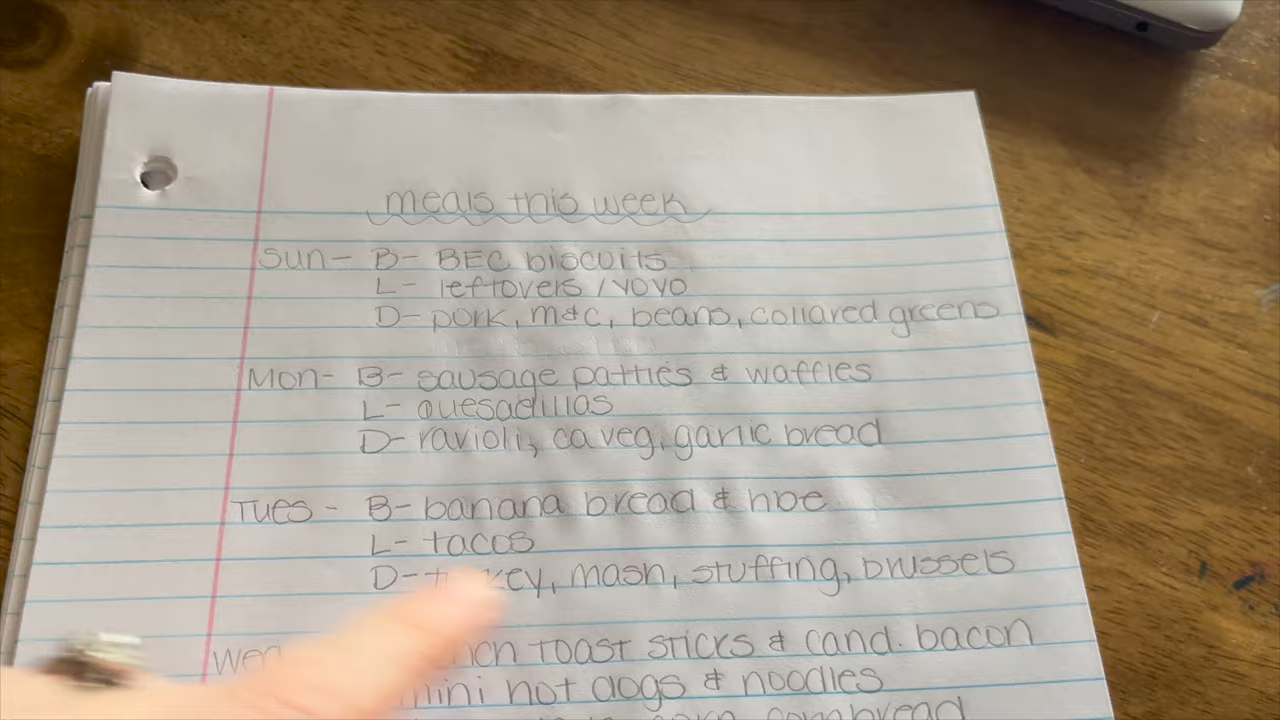 meals this week
Sun- B- BEC biscuits
L- leftovers / YOYO
D- pork, m&c, beans, collared greens
Mon- B- sausage patties & waffles
L- quesadillas
D- ravioli, ca veg, garlic bread
Tues - B- banana bread & hbe
L- tacos
D- mash, stuffing, brussels
toast sticks & cand. bacon
mini hot dogs & noodles
cornbread